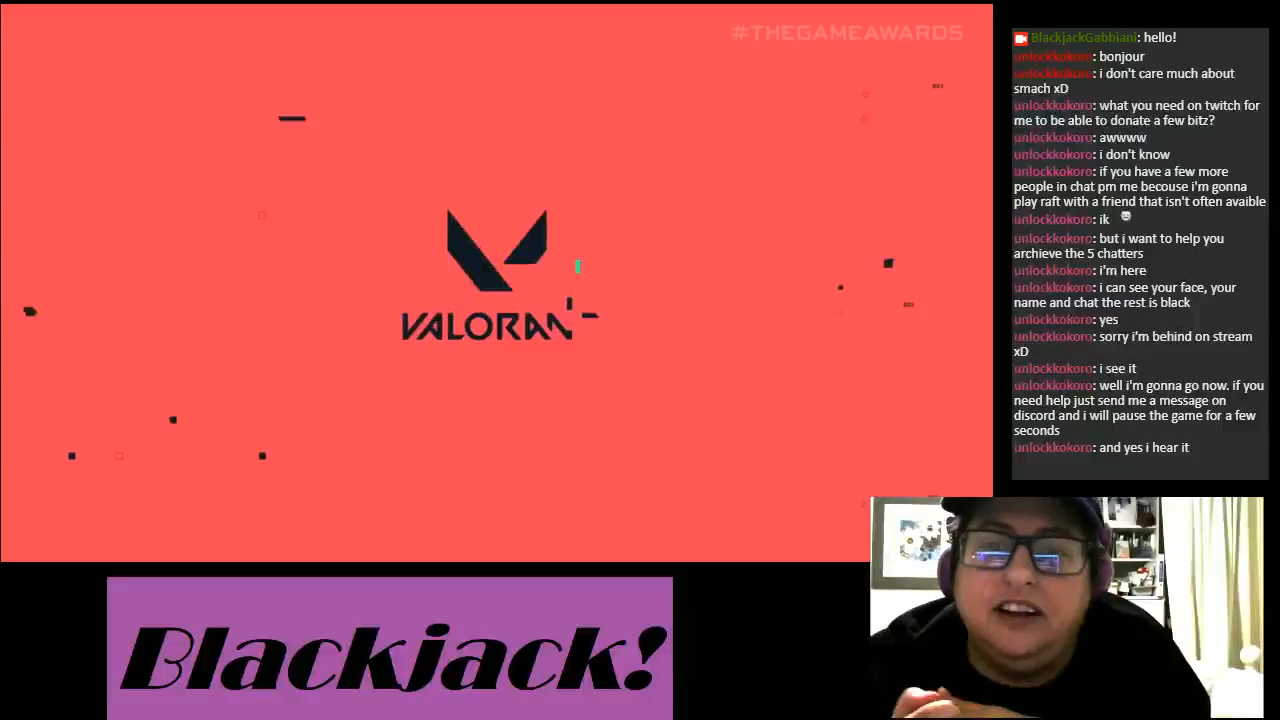 #THEGAMEAWARDS
VALORAN
BlackjackGabbiani: hello!
unlockkokoro: bonjour
unlockkokoro: i don't care much about
smach xD
unlockkokoro: what you need on twitch for
me to be able to donate a few bitz?
unlockkokoro: awwww
unlockkokoro: i don't know
unlockkokoro: if you have a few more
people in chat pm me becouse i'm gonna
play raft with a friend that isn't often avaible
unlockkokoro: ik
unlockkokoro: but i want to help you
archieve the 5 chatters
unlockkokoro: i'm here
unlockkokoro: i can see your face, your
name and chat the rest is black
unlockkokoro: yes
unlockkokoro: sorry i'm behind on stream
xD
unlockkokoro: i see it
unlockkokoro: well i'm gonna go now. if you
need help just send me a message on
discord and i will pause the game for a few
seconds
unlockkokoro: and yes i hear it
Blackjack!